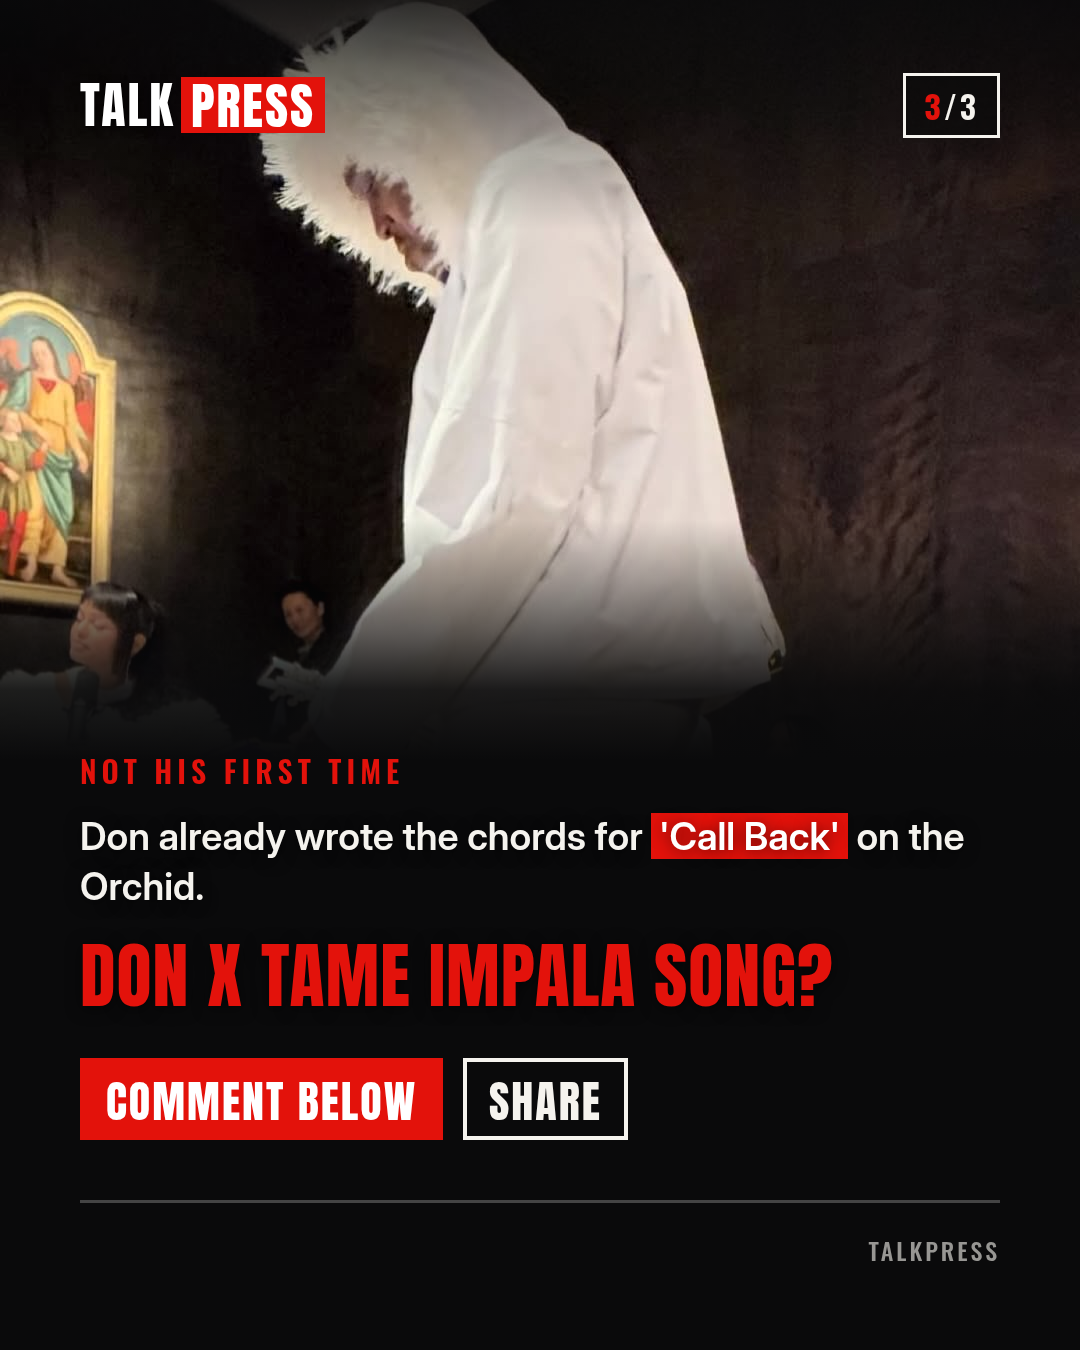 TALK PRESS
3/3
NOT HIS FIRST TIME
Don already wrote the chords for 'Call Back' on the
Orchid.
DON X TAME IMPALA SONG?
COMMENT BELOW
SHARE
TALKPRESS